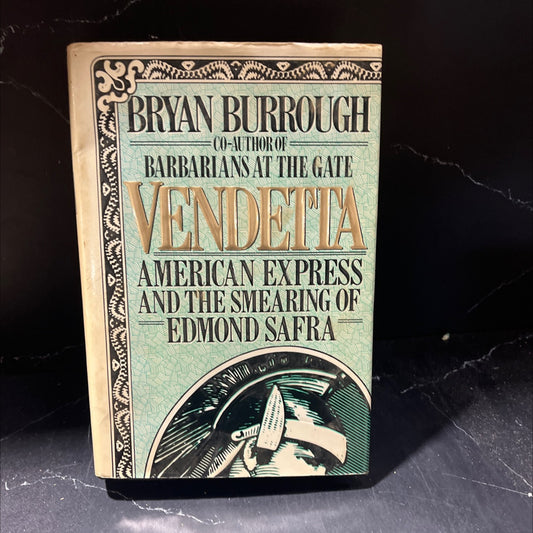 BRYAN BURROUGH
CO-AUTHOR OF
BARBARIANS AT THE GATE
VENDETTA
AMERICAN EXPRESS
AND THE SMEARING OF
EDMOND SAFRA